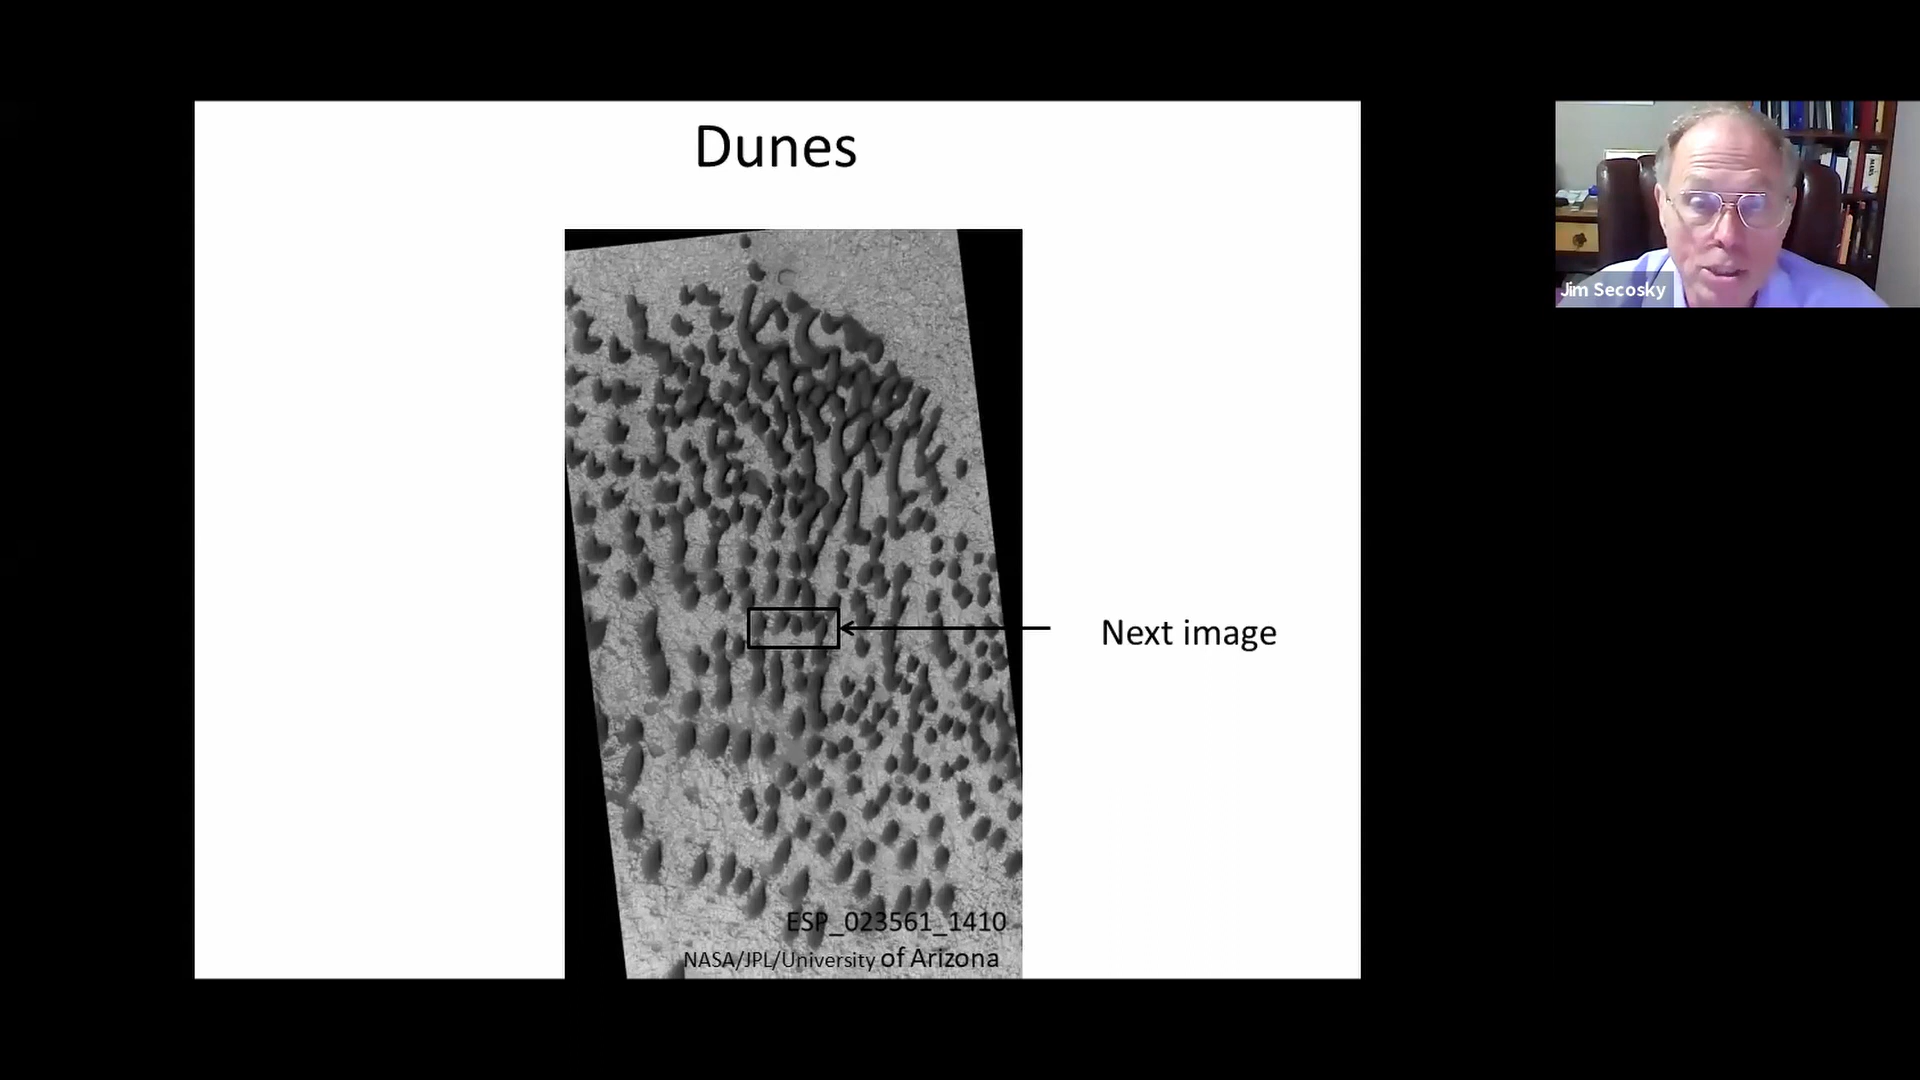 Dunes
Jim Secosky
Next image
ESP_023561_1410
NASA/JPL/University of Arizona